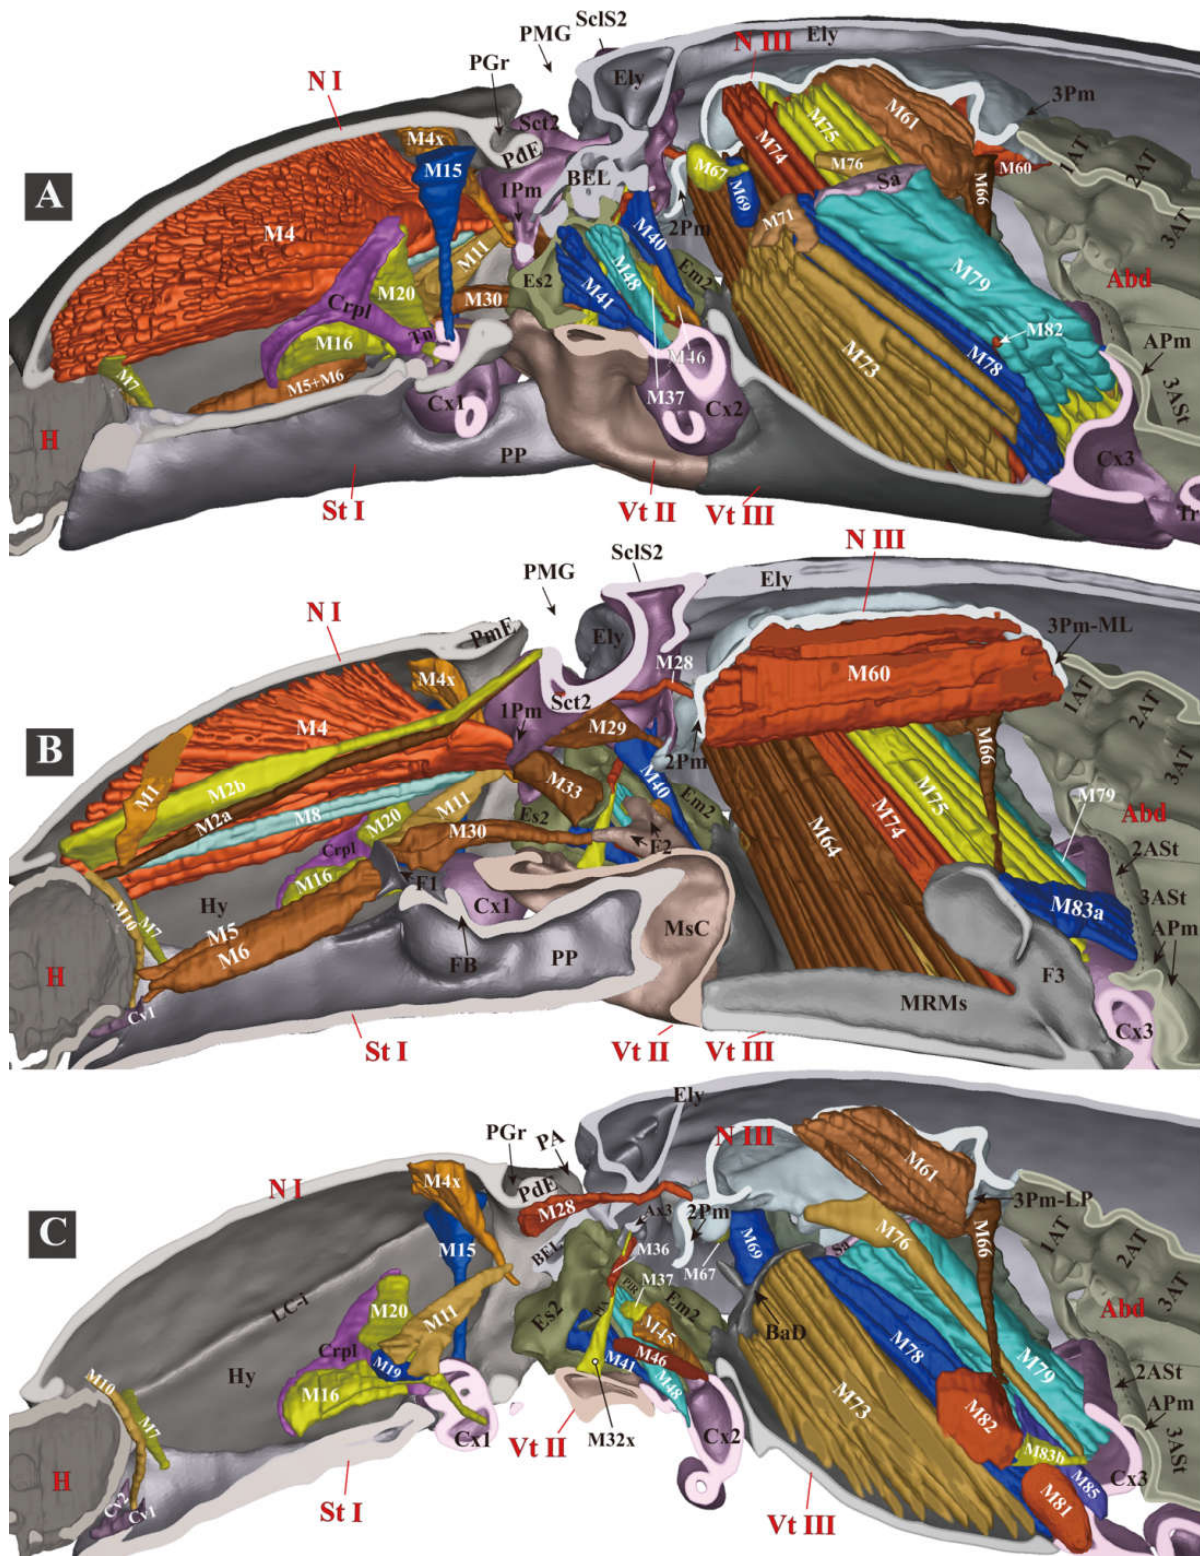 SclS2
PMG
N III
Ely
PGr
N I
Ely
3Pm
Sct2
M4x
PdE
M61
M75
M74
M15
M76
M60
1AT
2AT
BEL
M67
M66
A
1Pm
M69
Sa
2Pm
3AT
M71
M4
M11
M40
Abd
M48
Em2
M20
Es2
M79
M41
Crpl
M30
M82
Tn
APm
M16
M46
M78
M7
M5+M6
M73
3ASt
M37
Cx1
Cx2
H
PP
Cx3
Tr
St I
Vt II
Vt III
N III
SclS2
PMG
Ely
N I
PmE
Ely
3Pm-ML
M28
M4x
M60
Sct2
1AT
2AT
M4
1Pm
M29
M66
2Pm
3AT
B
M1
M2b
M40
M75
M33
M79
M2a
M11
Em2
Abd
M8
Es2
M74
M20
M30
2ASt
Crpl
F2
M64
M16
F1
3ASt
M10
Hy
Cx1
M83a
M7
M5
APm
M6
MsC
H
FB
PP
F3
MRMs
Cv1
Cx3
St I
Vt II
Vt III
Ely
PGr
PA
N III
N I
M4x
PdE
M61
M28
3Pm-LP
Ax3
2Pm
1AT
C
M66
2AT
M15
BEL
M36
M69
Sa
M76
M67
3AT
LC-l
PlR
M37
M20
Es2
Em2
Abd
M11
BaD
Crpl
M45
M78
M79
M19
M41
M46
M10
Hy
2ASt
M16
M48
APm
M7
M73
M82
Cx1
Vt II
M32x
Cx2
M83b
3ASt
H
Cx3
M85
Cv2
M81
Cv1
St I
Vt III